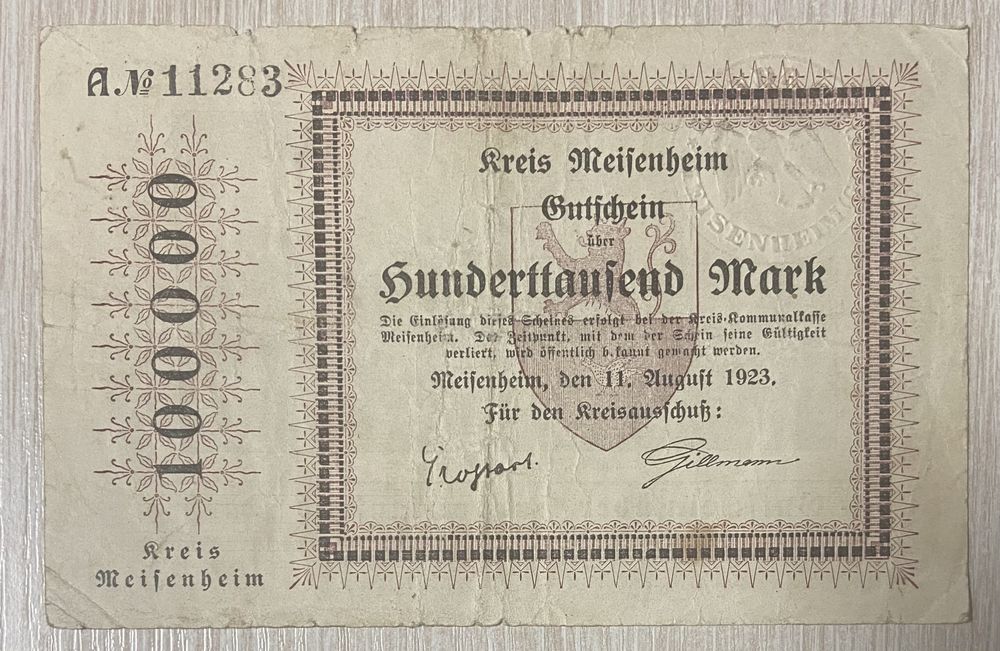 A № 11283
100000
Kreis
Meisenheim
Kreis Meisenheim
Gutschein
über
Hunderttausend Mark
Die Einlösung dieses Scheines erfolgt bei der Kreis-Kommunalkasse
Meisenheim. Der Zeitpunkt, mit dem der Schein seine Gültigkeit
verliert, wird öffentlich bekannt gemacht werden.
Meisenheim, den 11. August 1923.
Für den Kreisausschuß:
Gillmann
MEISENHEIM